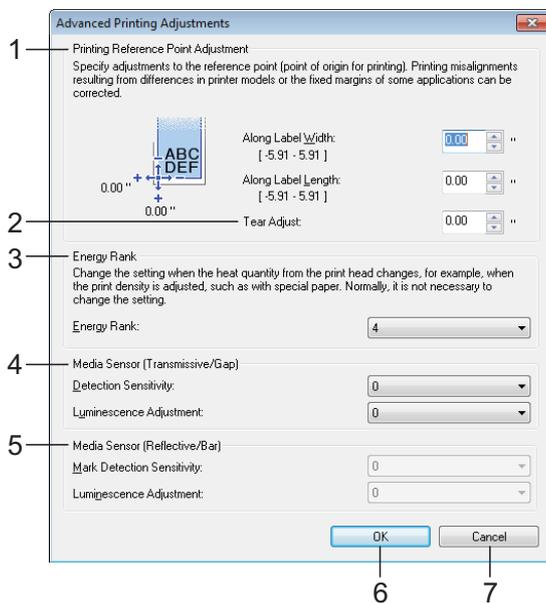 Advanced Printing Adjustments
1
Printing Reference Point Adjustment
Specify adjustments to the reference point (point of origin for printing). Printing misalignments
resulting from differences in printer models or the fixed margins of some applications can be
corrected.
ABC
DEF
0.00 "
0.00 "
Along Label Width:
[ -5.91 - 5.91 ]
0.00 "
Along Label Length:
[ -5.91 - 5.91 ]
0.00 "
2
Tear Adjust:
0.00 "
3
Energy Rank
Change the setting when the heat quantity from the print head changes, for example, when
the print density is adjusted, such as with special paper. Normally, it is not necessary to
change the setting.
Energy Rank:
4
4
Media Sensor (Transmissive/Gap)
Detection Sensitivity:
0
Luminescence Adjustment:
0
5
Media Sensor (Reflective/Bar)
Mark Detection Sensitivity:
0
Luminescence Adjustment:
0
OK
Cancel
6
7